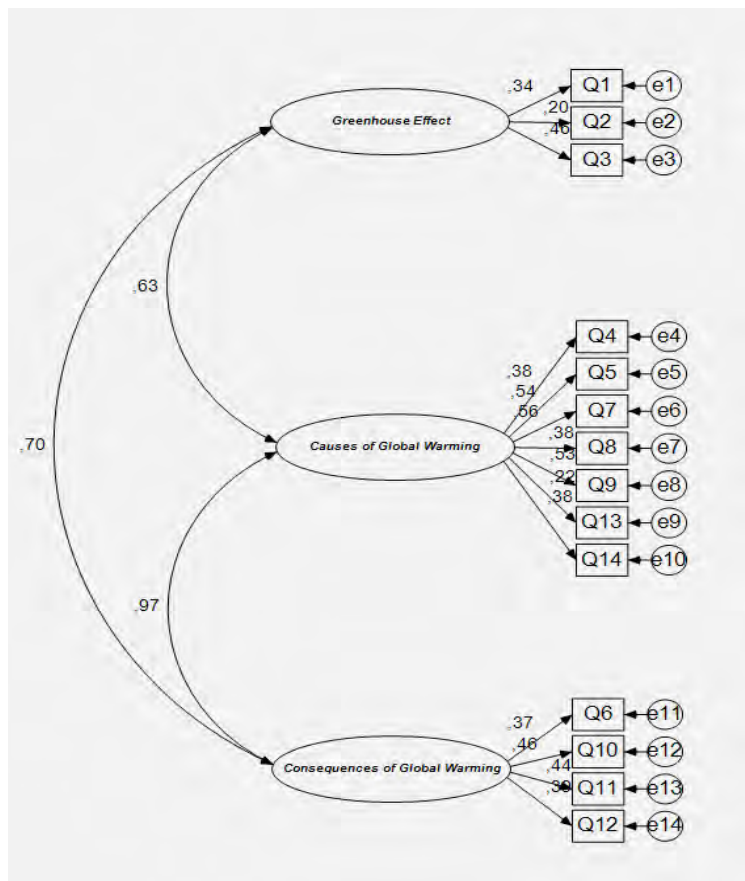 ,34
Q1
e1
Greenhouse Effect
,20
Q2
e2
,46
Q3
e3
,63
,38
Q4
e4
,54
Q5
e5
,56
Q7
e6
,70
Causes of Global Warming
,38
Q8
e7
,53
Q9
e8
,22
,38
Q13
e9
Q14
e10
,97
,37
Q6
e11
,46
Q10
e12
Consequences of Global Warming
,44
Q11
e13
Q12
e14